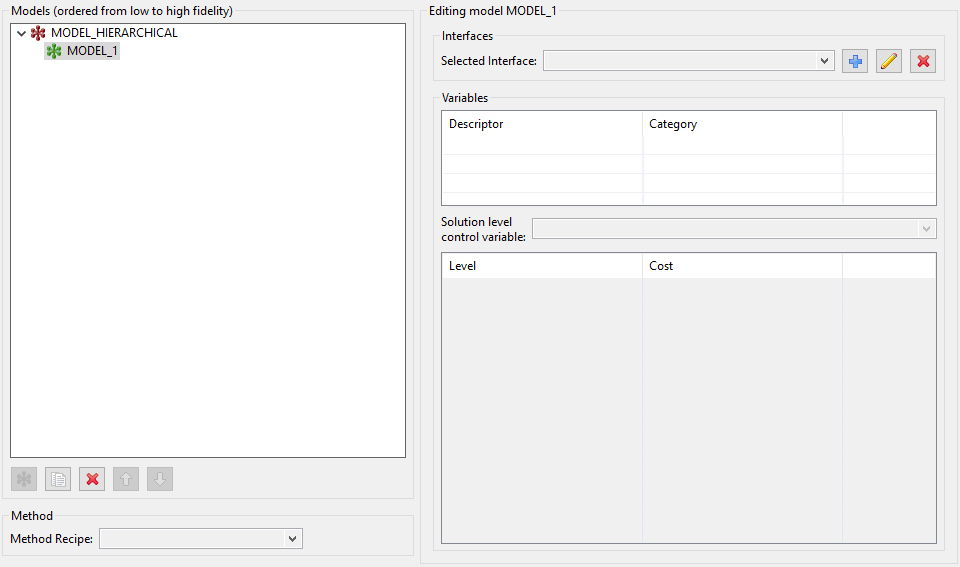 Models (ordered from low to high fidelity)
MODEL_HIERARCHICAL
MODEL_1
Method
Method Recipe:
Editing model MODEL_1
Interfaces
Selected Interface:
Variables
Descriptor Category
Solution level
control variable:
Level Cost